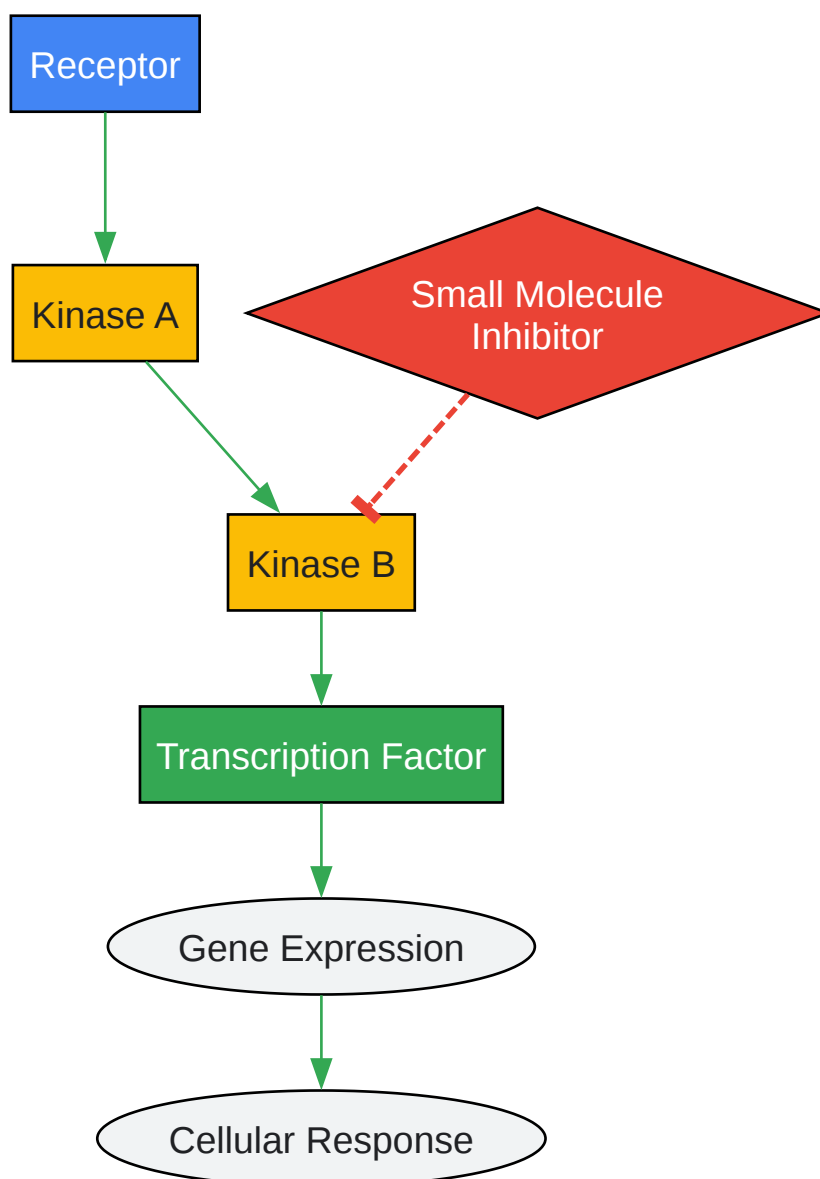 Receptor
Kinase A
Small Molecule
Inhibitor
Kinase B
Transcription Factor
Gene Expression
Cellular Response